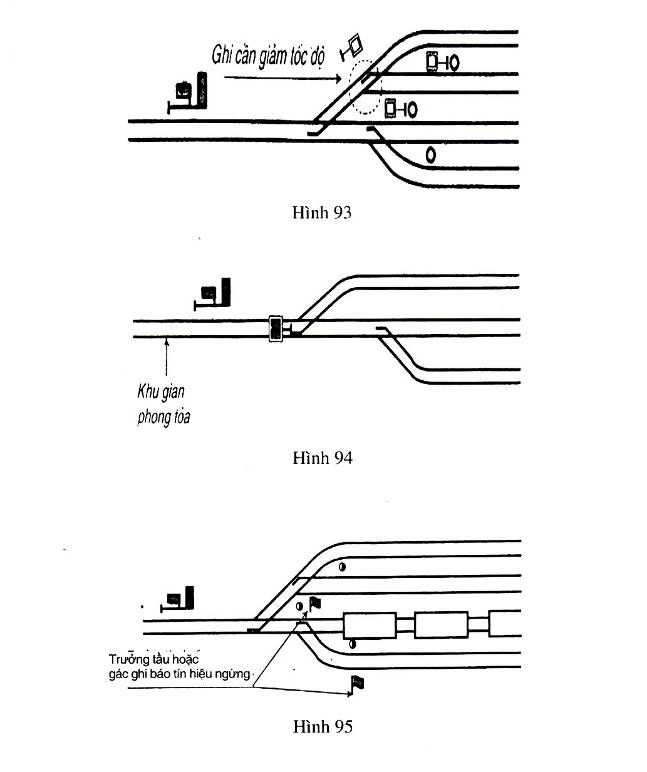 Ghi cần giảm tốc độ
Hình 93
Khu gian
phong tỏa
Hình 94
Trưởng tầu hoặc
gác ghi báo tín hiệu ngừng
Hình 95